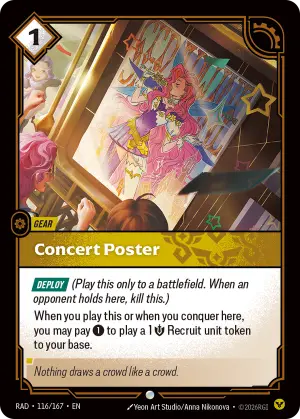 1
GEAR
Concert Poster
DEPLOY (Play this only to a battlefield. When an
opponent holds here, kill this.)
When you play this or when you conquer here,
you may pay 1 to play a 1 Recruit unit token
to your base.
Nothing draws a crowd like a crowd.
RAD • 116/167 • EN
Yeon Art Studio/Anna Nikonova
©2026RGI